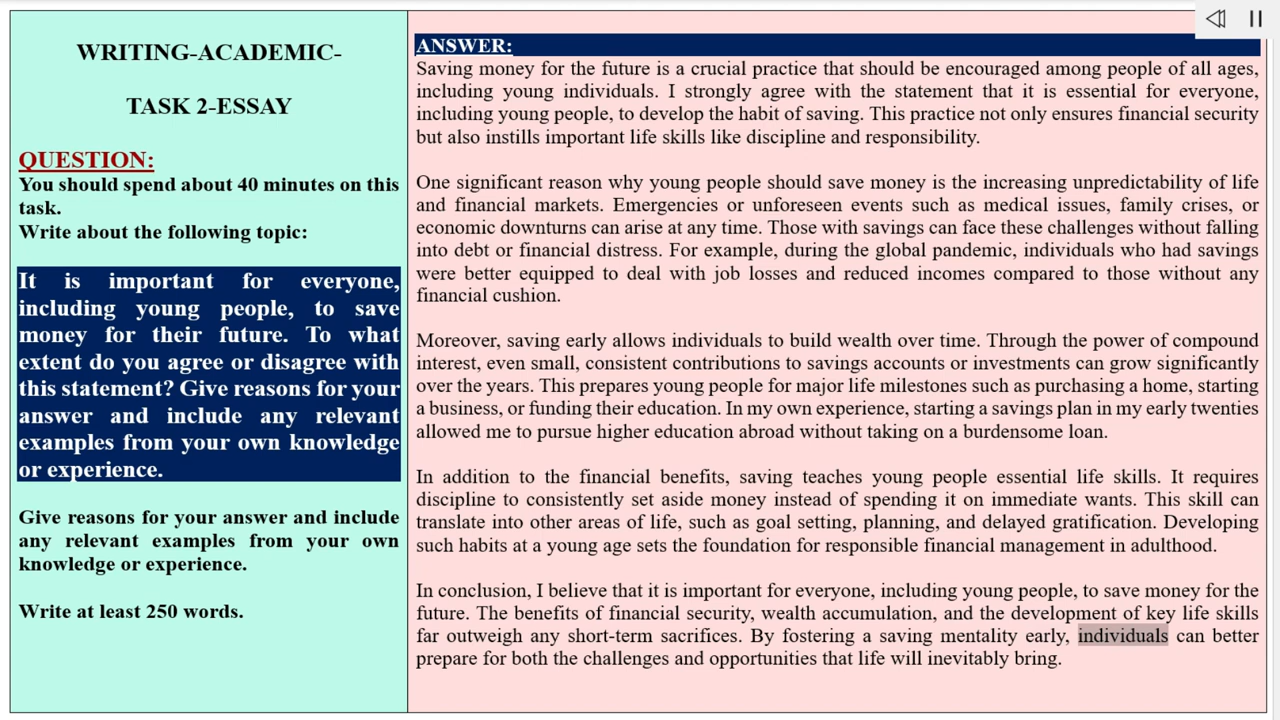 WRITING-ACADEMIC-
TASK 2-ESSAY
QUESTION:
You should spend about 40 minutes on this
task.
Write about the following topic:
It is important for everyone,
including young people, to save
money for their future. To what
extent do you agree or disagree with
this statement? Give reasons for your
answer and include any relevant
examples from your own knowledge
or experience.
Give reasons for your answer and include
any relevant examples from your own
knowledge or experience.
Write at least 250 words.
ANSWER:
Saving money for the future is a crucial practice that should be encouraged among people of all ages,
including young individuals. I strongly agree with the statement that it is essential for everyone,
including young people, to develop the habit of saving. This practice not only ensures financial security
but also instills important life skills like discipline and responsibility.
One significant reason why young people should save money is the increasing unpredictability of life
and financial markets. Emergencies or unforeseen events such as medical issues, family crises, or
economic downturns can arise at any time. Those with savings can face these challenges without falling
into debt or financial distress. For example, during the global pandemic, individuals who had savings
were better equipped to deal with job losses and reduced incomes compared to those without any
financial cushion.
Moreover, saving early allows individuals to build wealth over time. Through the power of compound
interest, even small, consistent contributions to savings accounts or investments can grow significantly
over the years. This prepares young people for major life milestones such as purchasing a home, starting
a business, or funding their education. In my own experience, starting a savings plan in my early twenties
allowed me to pursue higher education abroad without taking on a burdensome loan.
In addition to the financial benefits, saving teaches young people essential life skills. It requires
discipline to consistently set aside money instead of spending it on immediate wants. This skill can
translate into other areas of life, such as goal setting, planning, and delayed gratification. Developing
such habits at a young age sets the foundation for responsible financial management in adulthood.
In conclusion, I believe that it is important for everyone, including young people, to save money for the
future. The benefits of financial security, wealth accumulation, and the development of key life skills
far outweigh any short-term sacrifices. By fostering a saving mentality early, individuals can better
prepare for both the challenges and opportunities that life will inevitably bring.